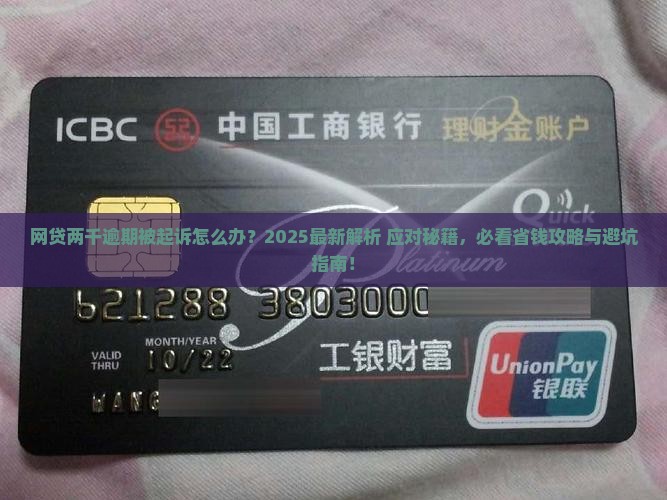 ICBC 中国工商银行 理财金账户
Quick
网贷两千逾期被起诉怎么办？2025最新解析 应对秘籍，必看省钱攻略与避坑
指南！
Platinum
621288 3803000
MONTH/YEAR
VALID
THRU
10/22
工银财富
UnionPay
银联
WANG